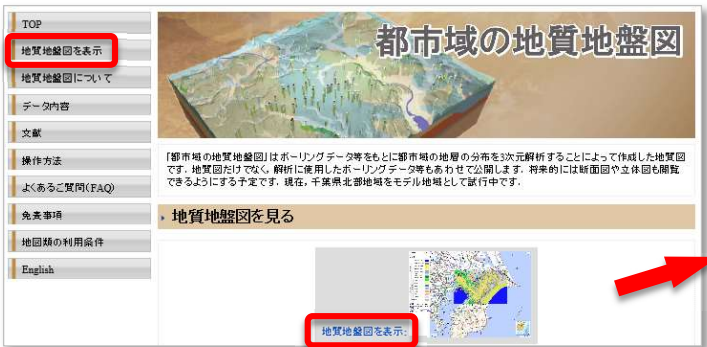 TOP
地質地盤図を表示
地質地盤図について
データ内容
文献
操作方法
よくあるご質問(FAQ)
免責事項
地図類の利用条件
English
都市域の地質地盤図
「都市域の地質地盤図」はボーリングデータ等をもとに都市域の地層の分布を3次元解析することによって作成した地質図
です。地質図だけでなく、解析に使用したボーリングデータ等もあわせて公開します。将来的には断面図や立体図も閲覧
できるようにする予定です。現在、千葉県北部地域をモデル地域として試行中です。
地質地盤図を見る
地質地盤図を表示: